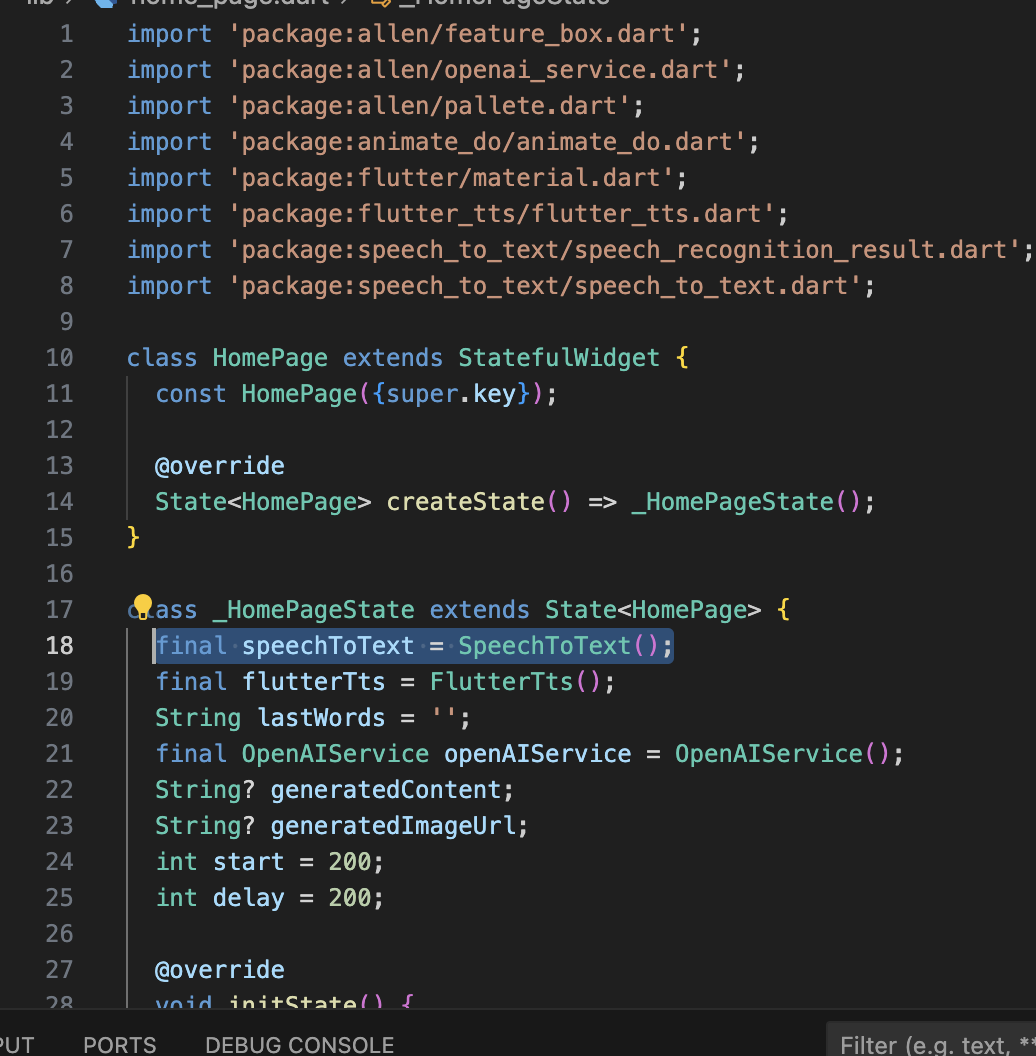 lib > home_page.dart > _HomePageState
1 import 'package:allen/feature_box.dart';
2 import 'package:allen/openai_service.dart';
3 import 'package:allen/pallete.dart';
4 import 'package:animate_do/animate_do.dart';
5 import 'package:flutter/material.dart';
6 import 'package:flutter_tts/flutter_tts.dart';
7 import 'package:speech_to_text/speech_recognition_result.dart';
8 import 'package:speech_to_text/speech_to_text.dart';
9
10 class HomePage extends StatefulWidget {
11   const HomePage({super.key});
12
13   @override
14   State<HomePage> createState() => _HomePageState();
15 }
16
17 class _HomePageState extends State<HomePage> {
18   final speechToText = SpeechToText();
19   final flutterTts = FlutterTts();
20   String lastWords = '';
21   final OpenAIService openAIService = OpenAIService();
22   String? generatedContent;
23   String? generatedImageUrl;
24   int start = 200;
25   int delay = 200;
26
27   @override
28   void initState() {
PUT PORTS DEBUG CONSOLE Filter (e.g. text, **